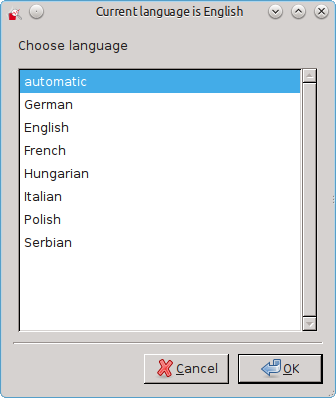 Current language is English
Choose language
automatic
German
English
French
Hungarian
Italian
Polish
Serbian
Cancel
OK